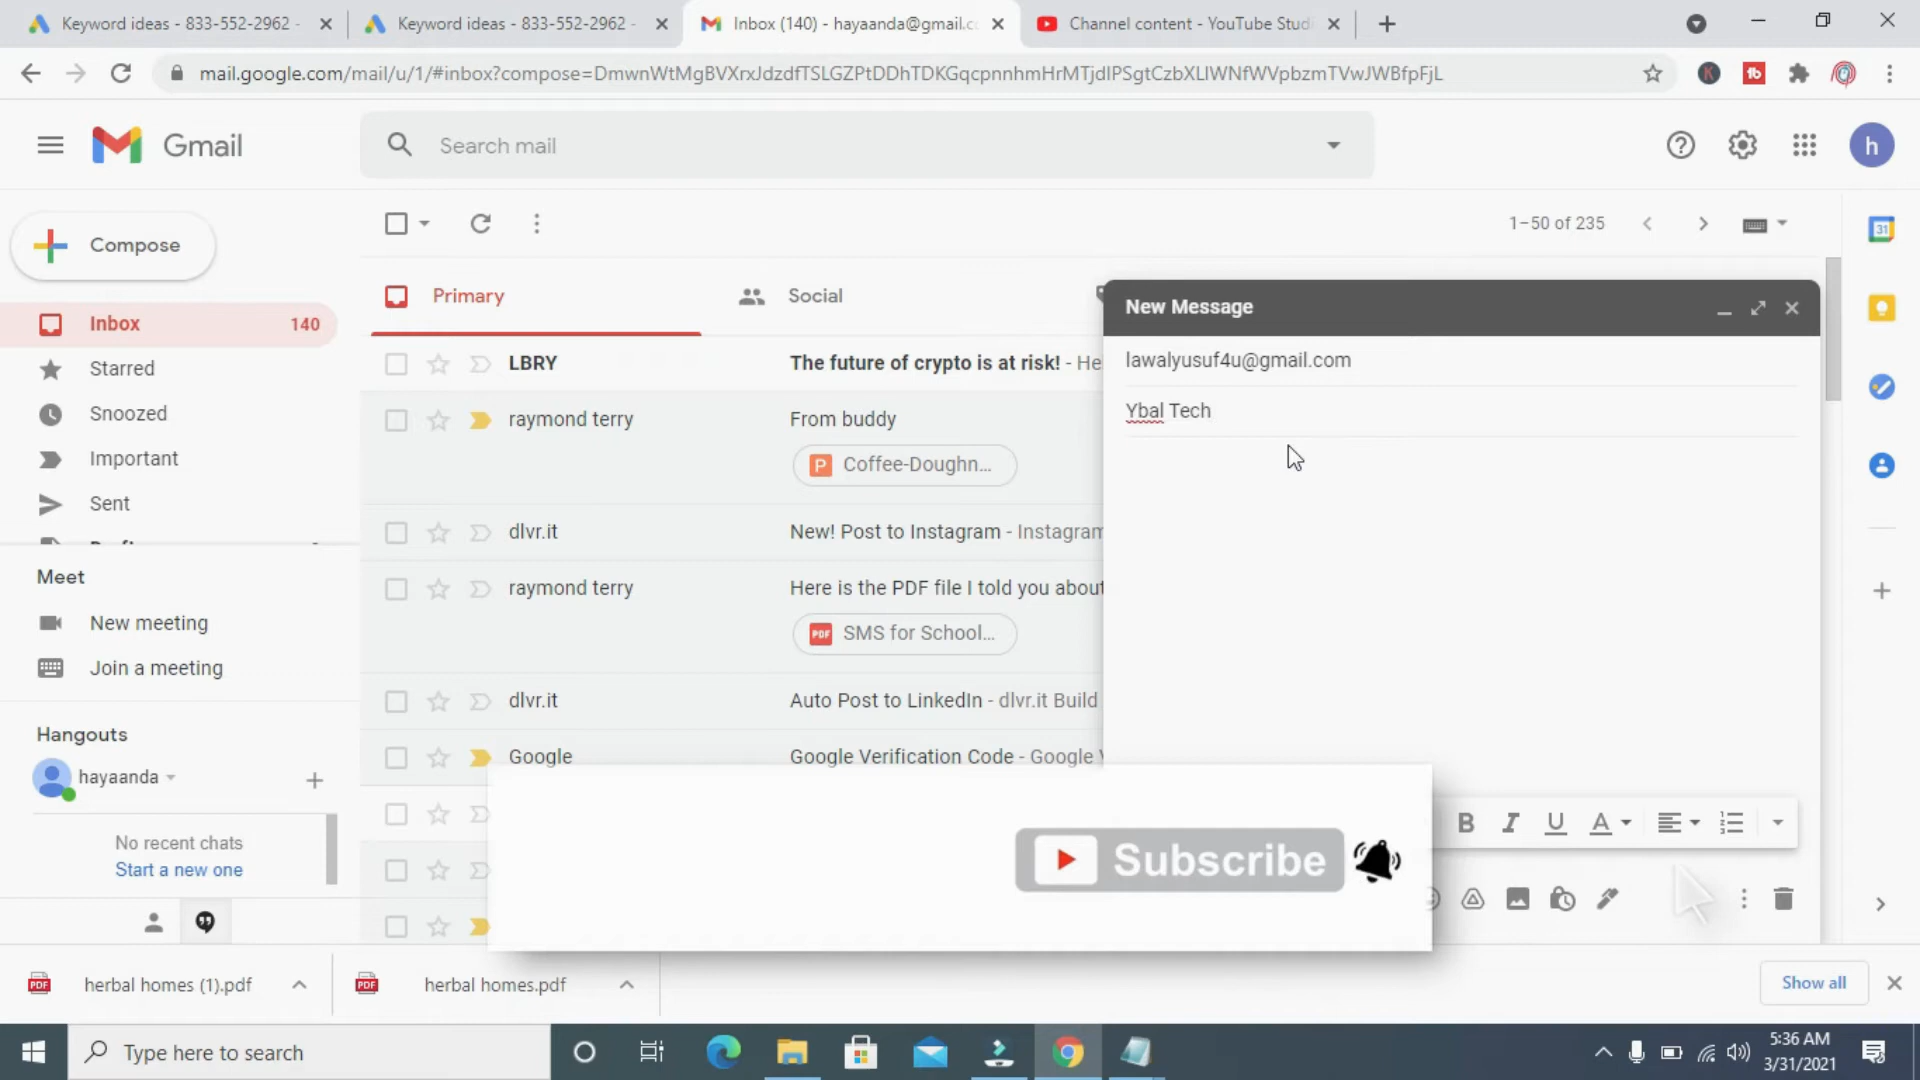 Keyword ideas - 833-552-2962 -
Keyword ideas - 833-552-2962 -
Inbox (140) - hayaanda@gmail.c
Channel content - YouTube Studi
mail.google.com/mail/u/1/#inbox?compose=DmwnWtMgBVXrxJdzdfTSLGZPtDDhTDKGqcpnnhmHrMTjdIPSgtCzbXLlWNfWVpbzmTVwJWBfpFjL
Gmail
Search mail
h
Compose
1–50 of 235
31
Primary
Social
New Message
Inbox 140
Starred
Snoozed
Important
Sent
LBRY The future of crypto is at risk! - He
raymond terry From buddy
P Coffee-Doughn...
dlvr.it New! Post to Instagram - Instagram
raymond terry Here is the PDF file I told you about
PDF SMS for School...
dlvr.it Auto Post to LinkedIn - dlvr.it Build
Google Google Verification Code - Google V
lawalyusuf4u@gmail.com
Ybal Tech
Meet
New meeting
Join a meeting
Hangouts
hayaanda
No recent chats
Start a new one
Subscribe
B I U A
PDF herbal homes (1).pdf
PDF herbal homes.pdf
Show all
Type here to search
5:36 AM
3/31/2021